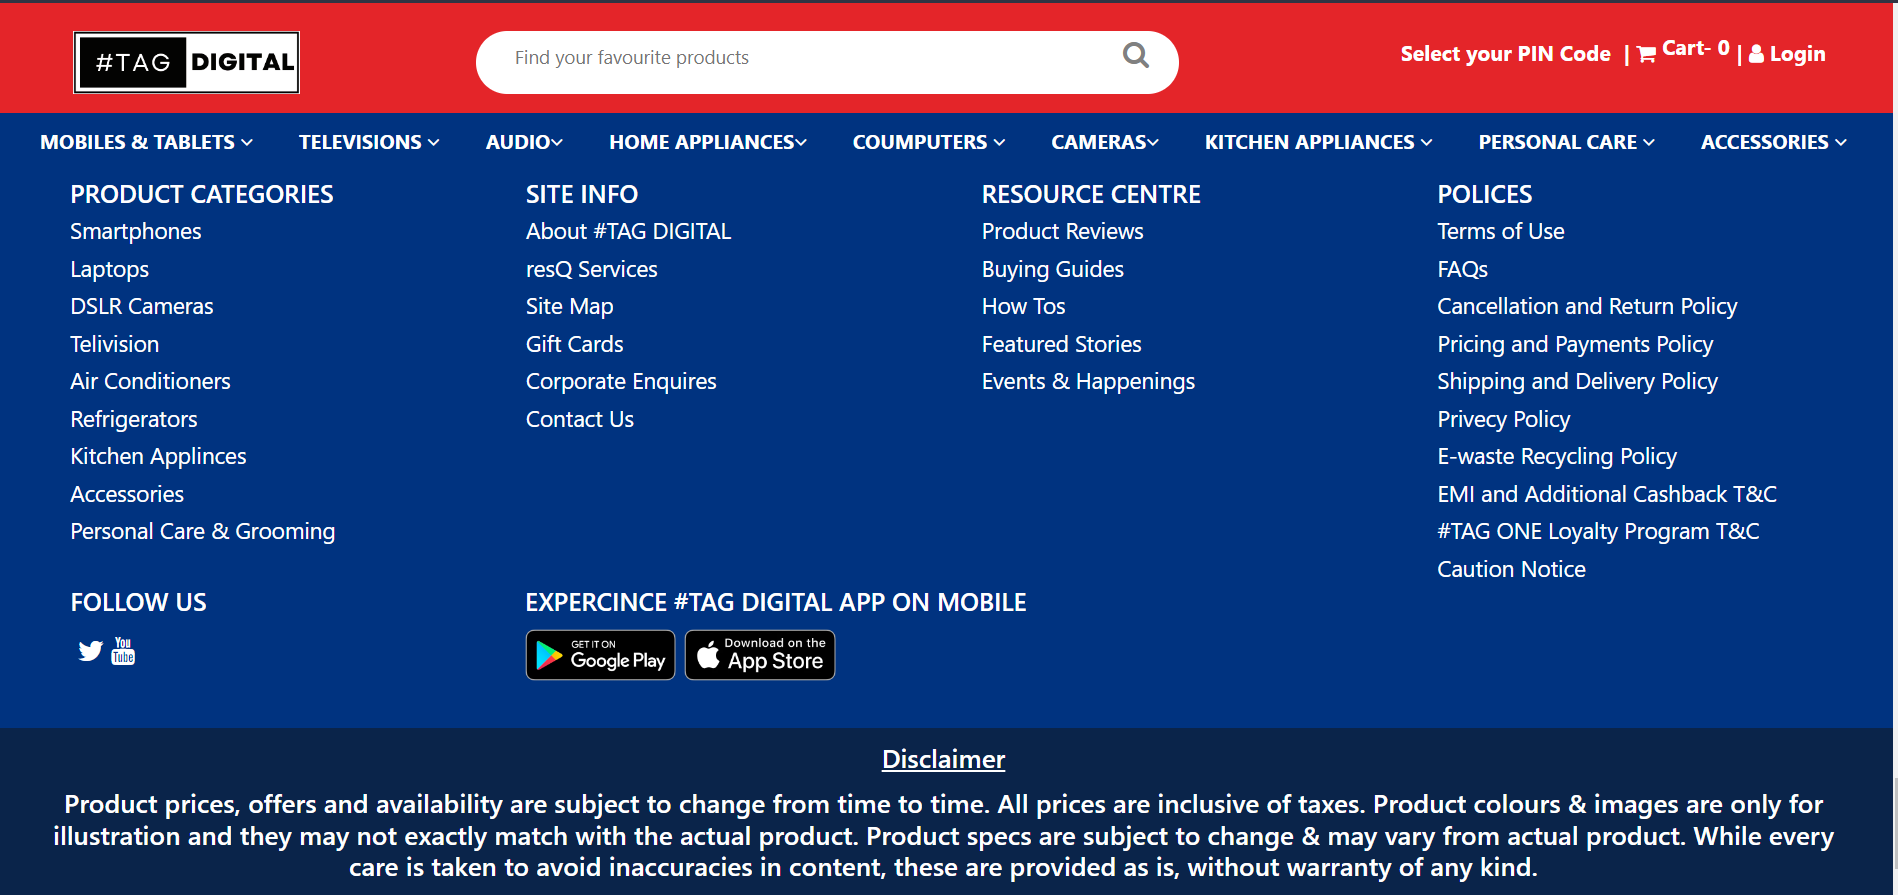 #TAG DIGITAL
Find your favourite products
Select your PIN Code | Cart- 0 | Login
MOBILES & TABLETS TELEVISIONS AUDIO HOME APPLIANCES COUMPUTERS CAMERAS KITCHEN APPLIANCES PERSONAL CARE ACCESSORIES
PRODUCT CATEGORIES
Smartphones
Laptops
DSLR Cameras
Telivision
Air Conditioners
Refrigerators
Kitchen Applinces
Accessories
Personal Care & Grooming
SITE INFO
About #TAG DIGITAL
resQ Services
Site Map
Gift Cards
Corporate Enquires
Contact Us
RESOURCE CENTRE
Product Reviews
Buying Guides
How Tos
Featured Stories
Events & Happenings
POLICES
Terms of Use
FAQs
Cancellation and Return Policy
Pricing and Payments Policy
Shipping and Delivery Policy
Privecy Policy
E-waste Recycling Policy
EMI and Additional Cashback T&C
#TAG ONE Loyalty Program T&C
Caution Notice
FOLLOW US
You
Tube
EXPERCINCE #TAG DIGITAL APP ON MOBILE
GET IT ON
Google Play
Download on the
App Store
Disclaimer
Product prices, offers and availability are subject to change from time to time. All prices are inclusive of taxes. Product colours & images are only for
illustration and they may not exactly match with the actual product. Product specs are subject to change & may vary from actual product. While every
care is taken to avoid inaccuracies in content, these are provided as is, without warranty of any kind.